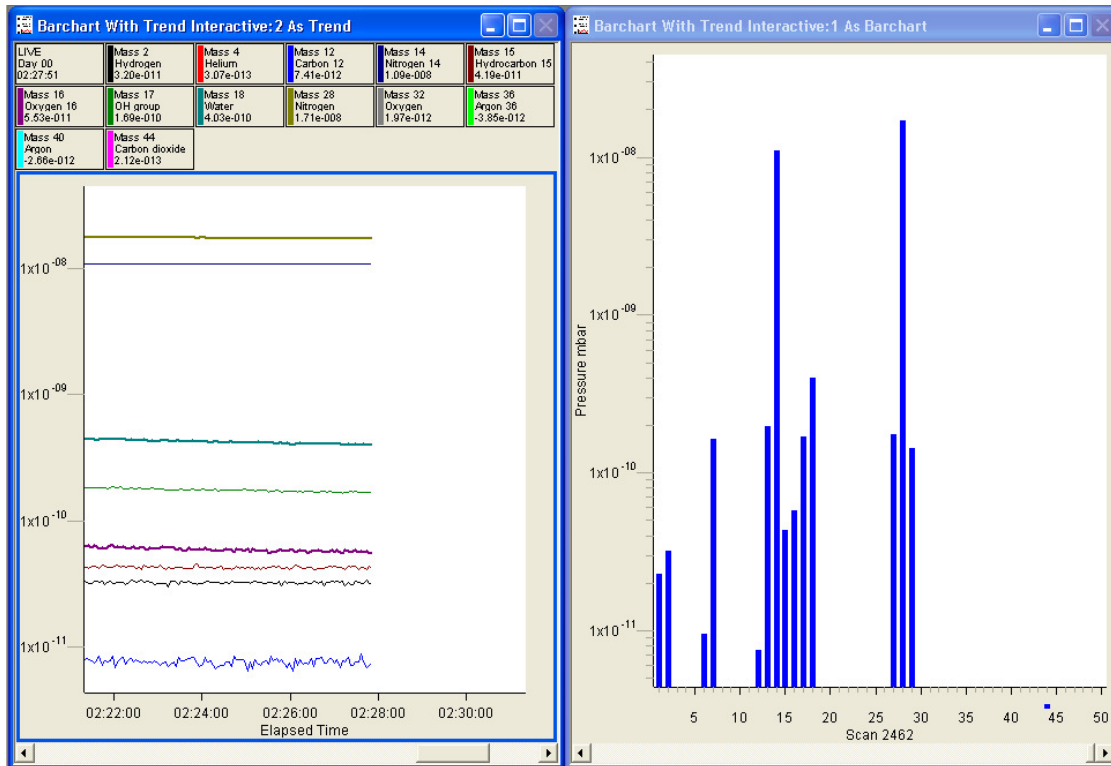 Barchart With Trend Interactive:2 As Trend
LIVE
Day 00
02:27:51
Mass 2
Hydrogen
3.20e-011
Mass 4
Helium
3.07e-013
Mass 12
Carbon 12
7.41e-012
Mass 14
Nitrogen 14
1.09e-008
Mass 15
Hydrocarbon 15
4.19e-011
Mass 16
Oxygen 16
5.53e-011
Mass 17
OH group
1.69e-010
Mass 18
Water
4.03e-010
Mass 28
Nitrogen
1.71e-008
Mass 32
Oxygen
1.97e-012
Mass 36
Argon 36
-3.85e-012
Mass 40
Argon
-2.66e-012
Mass 44
Carbon dioxide
2.12e-013
1x10-08
1x10-09
1x10-10
1x10-11
02:22:00 02:24:00 02:26:00 02:28:00 02:30:00
Elapsed Time
Barchart With Trend Interactive:1 As Barchart
1x10-08
1x10-09
1x10-10
1x10-11
Pressure mbar
5 10 15 20 25 30 35 40 45 50
Scan 2462